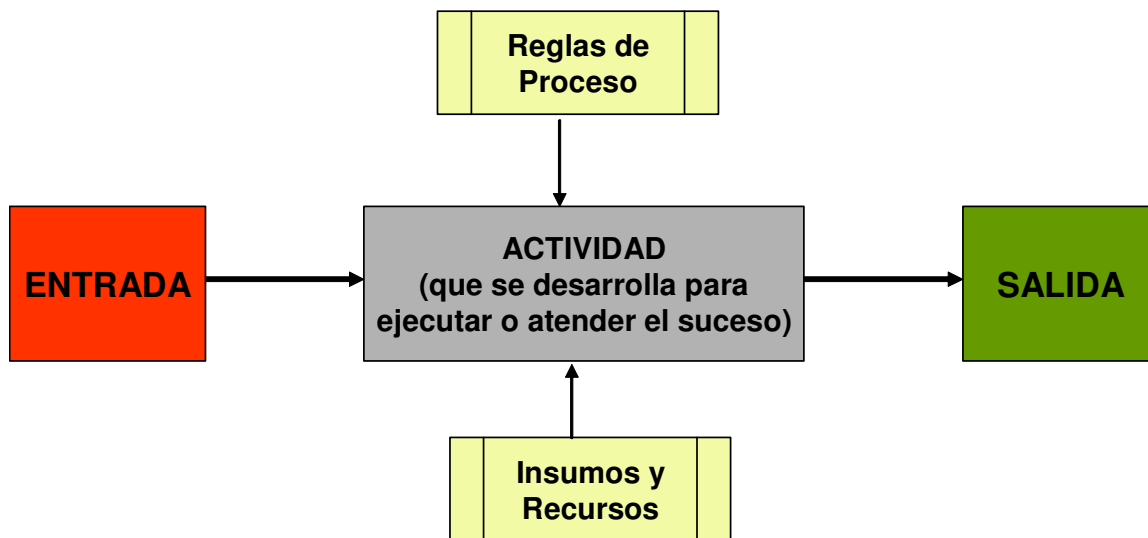 Reglas de
Proceso
ENTRADA
ACTIVIDAD
(que se desarrolla para
ejecutar o atender el suceso)
SALIDA
Insumos y
Recursos